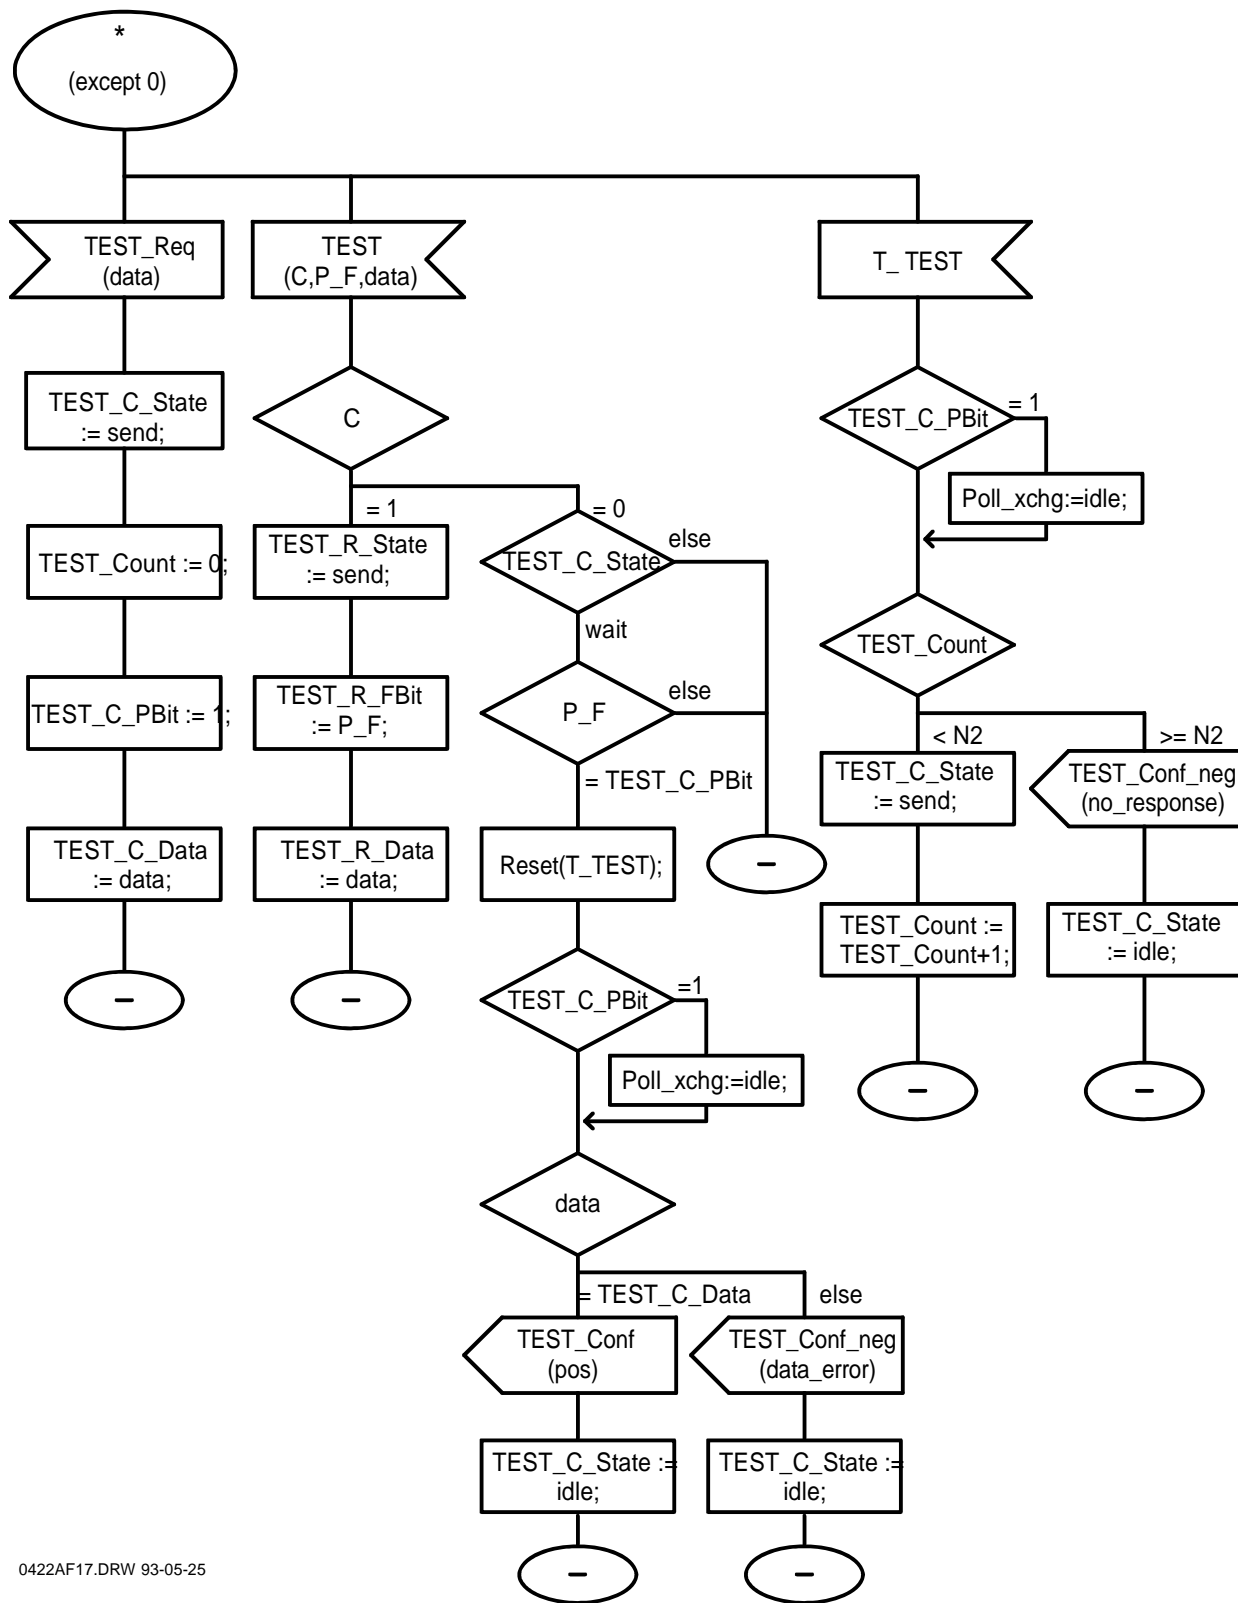 *
(except 0)
TEST_Req
(data)
TEST_C_State
:= send;
TEST_Count := 0;
TEST_C_PBit := 1;
TEST_C_Data
:= data;
–
TEST
(C,P_F,data)
C
= 1
TEST_R_State
:= send;
TEST_R_FBit
:= P_F;
TEST_R_Data
:= data;
–
= 0
TEST_C_State
else
wait
P_F
else
= TEST_C_PBit
–
Reset(T_TEST);
TEST_C_PBit
=1
Poll_xchg:=idle;
data
= TEST_C_Data
TEST_Conf
(pos)
TEST_C_State :=
idle;
–
else
TEST_Conf_neg
(data_error)
TEST_C_State :=
idle;
–
T_ TEST
TEST_C_PBit
= 1
Poll_xchg:=idle;
TEST_Count
< N2
TEST_C_State
:= send;
TEST_Count :=
TEST_Count+1;
–
>= N2
TEST_Conf_neg
(no_response)
TEST_C_State
:= idle;
–
0422AF17.DRW 93-05-25